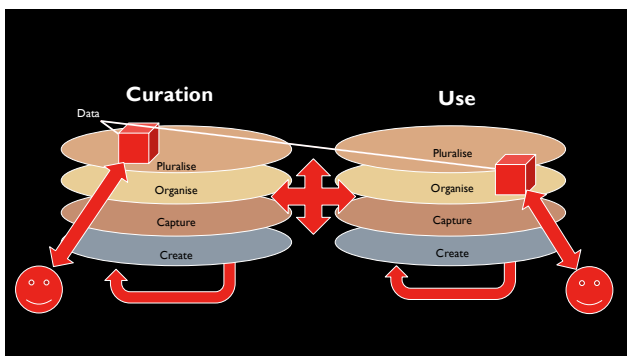 Curation
Use
Data
Pluralise
Organise
Capture
Create
Pluralise
Organise
Capture
Create